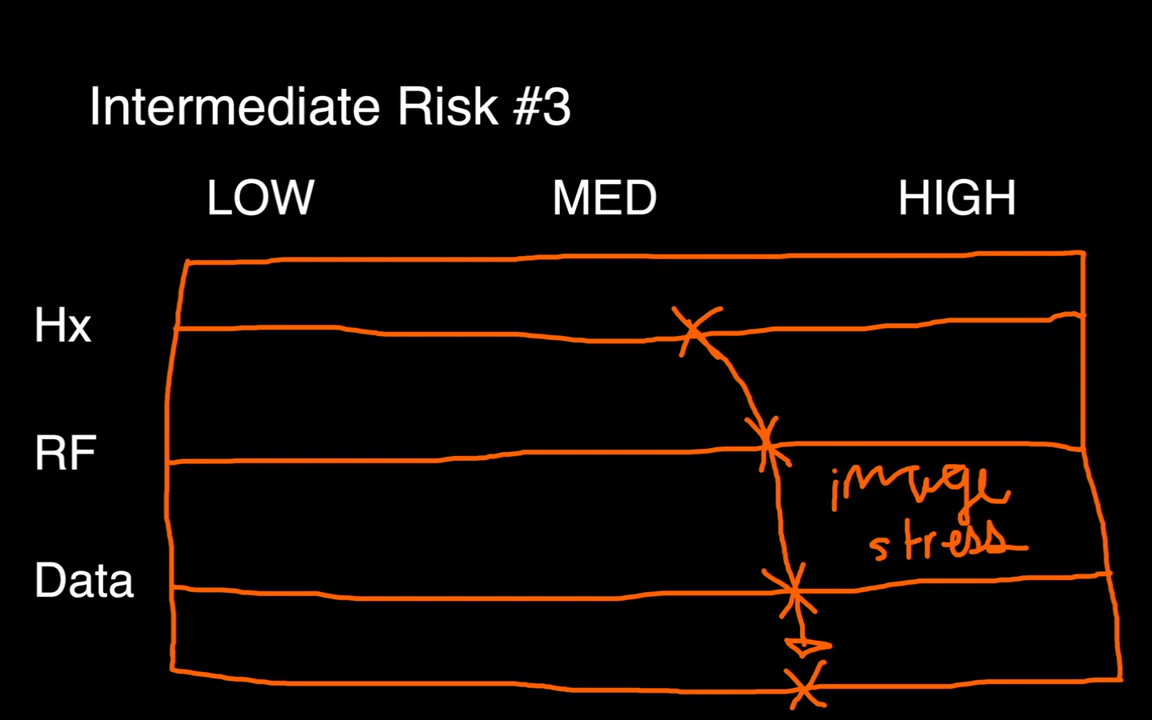 Intermediate Risk #3
LOW MED HIGH
Hx
RF
image
stress
Data